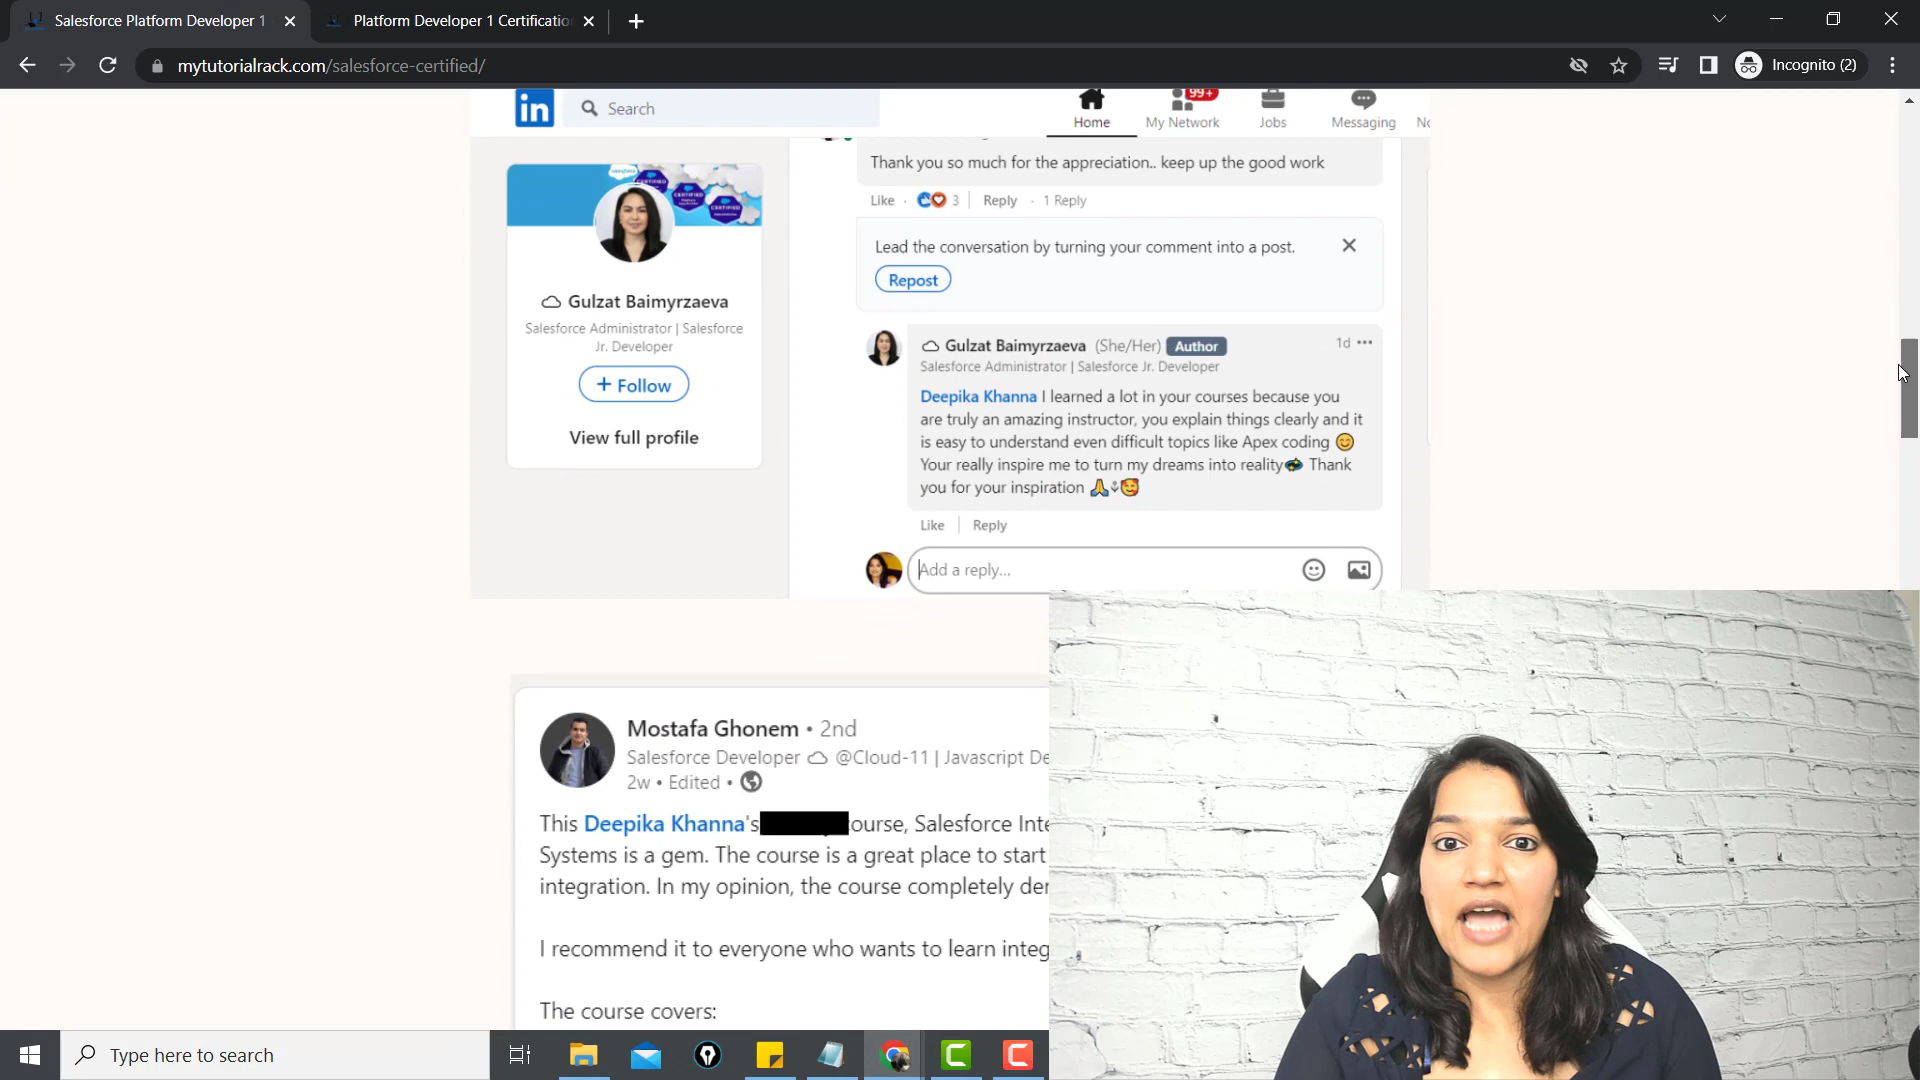 Salesforce Platform Developer 1
Platform Developer 1 Certificatio
mytutorialrack.com/salesforce-certified/
Incognito (2)
in
Search
99+
Home
My Network
Jobs
Messaging
Thank you so much for the appreciation.. keep up the good work
Like
3
Reply
1 Reply
Lead the conversation by turning your comment into a post.
Repost
Gulzat Baimyrzaeva
Salesforce Administrator | Salesforce
Jr. Developer
+ Follow
View full profile
Gulzat Baimyrzaeva (She/Her) Author
1d
Salesforce Administrator | Salesforce Jr. Developer
Deepika Khanna I learned a lot in your courses because you
are truly an amazing instructor, you explain things clearly and it
is easy to understand even difficult topics like Apex coding 😊
Your really inspire me to turn my dreams into reality Thank
you for your inspiration 🙏 🥰
Like
Reply
Add a reply...
Mostafa Ghonem • 2nd
Salesforce Developer @Cloud-11 | Javascript De
2w • Edited •
This Deepika Khanna's ourse, Salesforce Inte
Systems is a gem. The course is a great place to start
integration. In my opinion, the course completely der
I recommend it to everyone who wants to learn integ
The course covers:
Type here to search